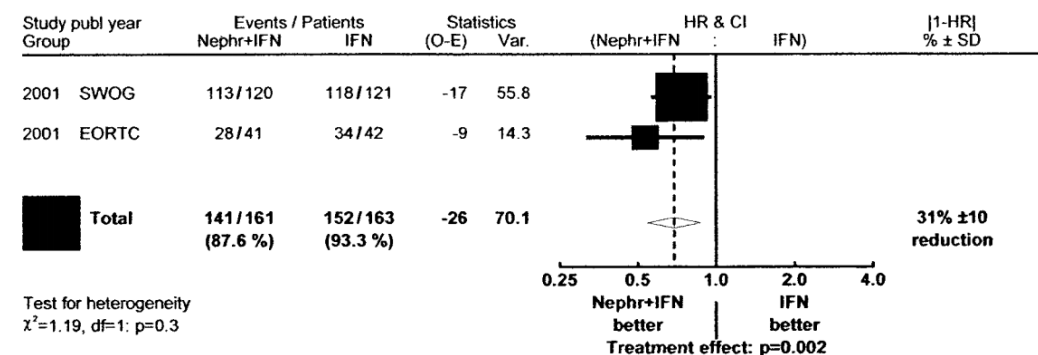 Study publ year Events / Patients Statistics HR & CI |1-HR|
Group Nephr+IFN IFN (O-E) Var. (Nephr+IFN : IFN) % ± SD
2001 SWOG 113/120 118/121 -17 55.8
2001 EORTC 28/41 34/42 -9 14.3
Total 141/161 152/163 -26 70.1 31% ±10
(87.6 %) (93.3 %) reduction
0.25 0.5 1.0 2.0 4.0
Test for heterogeneity Nephr+IFN IFN
χ²=1.19, df=1: p=0.3 better better
Treatment effect: p=0.002